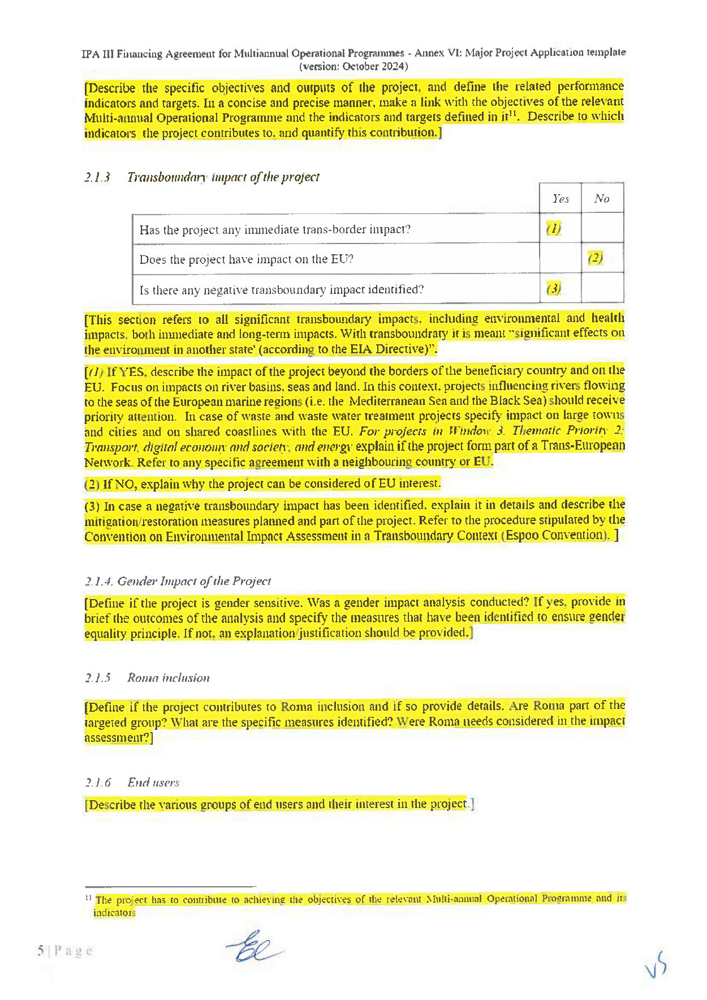 IPA III Financing Agreement for Multiannual Operational Programmes - Annex VI: Major Project Application template
(version: October 2024)
[Describe the specific objectives and outputs of the project, and define the related performance
indicators and targets. In a concise and precise manner, make a link with the objectives of the relevant
Multi-annual Operational Programme and the indicators and targets defined in it¹¹. Describe to which
indicators the project contributes to, and quantify this contribution.]
2.1.3 Transboundary impact of the project
Yes No
Has the project any immediate trans-border impact? (1)
Does the project have impact on the EU? (2)
Is there any negative transboundary impact identified? (3)
[This section refers to all significant transboundary impacts, including environmental and health
impacts, both immediate and long-term impacts. With transboundrary it is meant "significant effects on
the environment in another state' (according to the EIA Directive)".
[(1) If YES, describe the impact of the project beyond the borders of the beneficiary country and on the
EU. Focus on impacts on river basins, seas and land. In this context, projects influencing rivers flowing
to the seas of the European marine regions (i.e. the Mediterranean Sea and the Black Sea) should receive
priority attention. In case of waste and waste water treatment projects specify impact on large towns
and cities and on shared coastlines with the EU. For projects in Window 3, Thematic Priority 2:
Transport, digital economy and society, and energy explain if the project form part of a Trans-European
Network. Refer to any specific agreement with a neighbouring country or EU.
(2) If NO, explain why the project can be considered of EU interest.
(3) In case a negative transboundary impact has been identified, explain it in details and describe the
mitigation/restoration measures planned and part of the project. Refer to the procedure stipulated by the
Convention on Environmental Impact Assessment in a Transboundary Context (Espoo Convention). ]
2.1.4. Gender Impact of the Project
[Define if the project is gender sensitive. Was a gender impact analysis conducted? If yes, provide in
brief the outcomes of the analysis and specify the measures that have been identified to ensure gender
equality principle. If not, an explanation/justification should be provided.]
2.1.5 Roma inclusion
[Define if the project contributes to Roma inclusion and if so provide details. Are Roma part of the
targeted group? What are the specific measures identified? Were Roma needs considered in the impact
assessment?]
2.1.6 End users
[Describe the various groups of end users and their interest in the project.]
¹¹ The project has to contribute to achieving the objectives of the relevant Multi-annual Operational Programme and its
indicators
5 | Page
VS